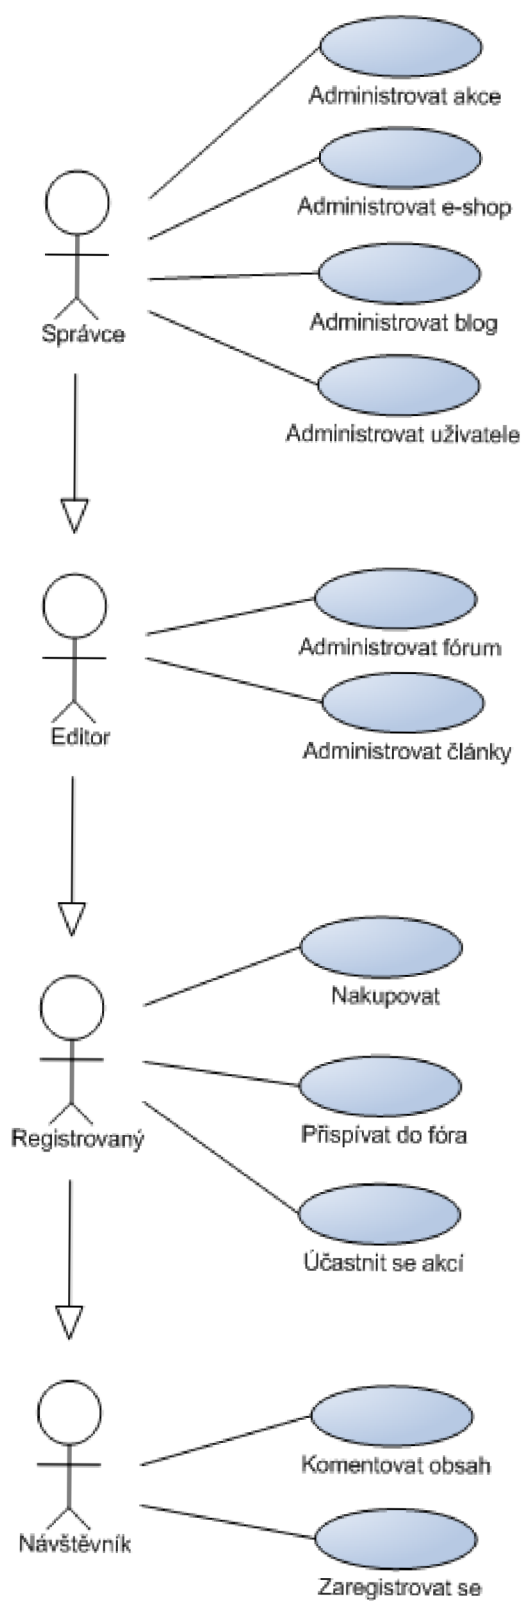 Administrovat akce
Administrovat e-shop
Správce
Administrovat blog
Administrovat uživatele
Administrovat fórum
Editor
Administrovat články
Nakupovat
Registrovaný
Přispívat do fóra
Účastnit se akcí
Komentovat obsah
Návštěvník
Zaregistrovat se